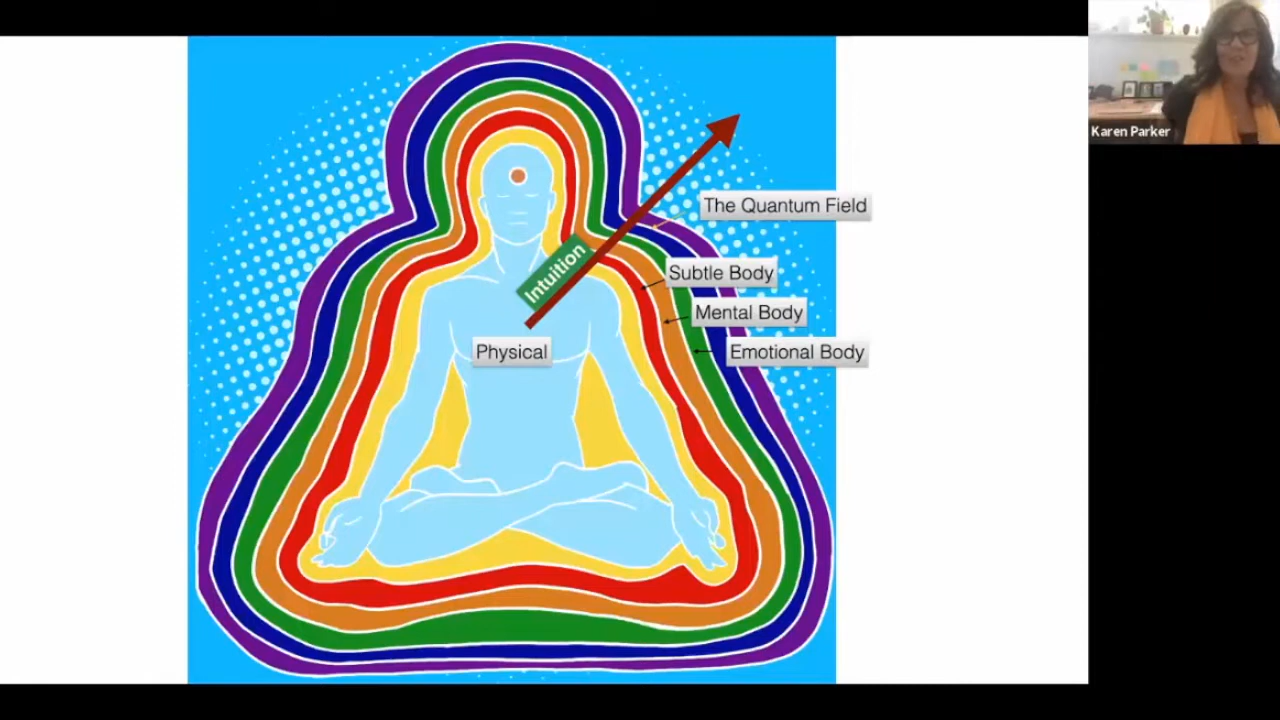 Karen Parker
The Quantum Field
Intuition
Subtle Body
Mental Body
Physical
Emotional Body